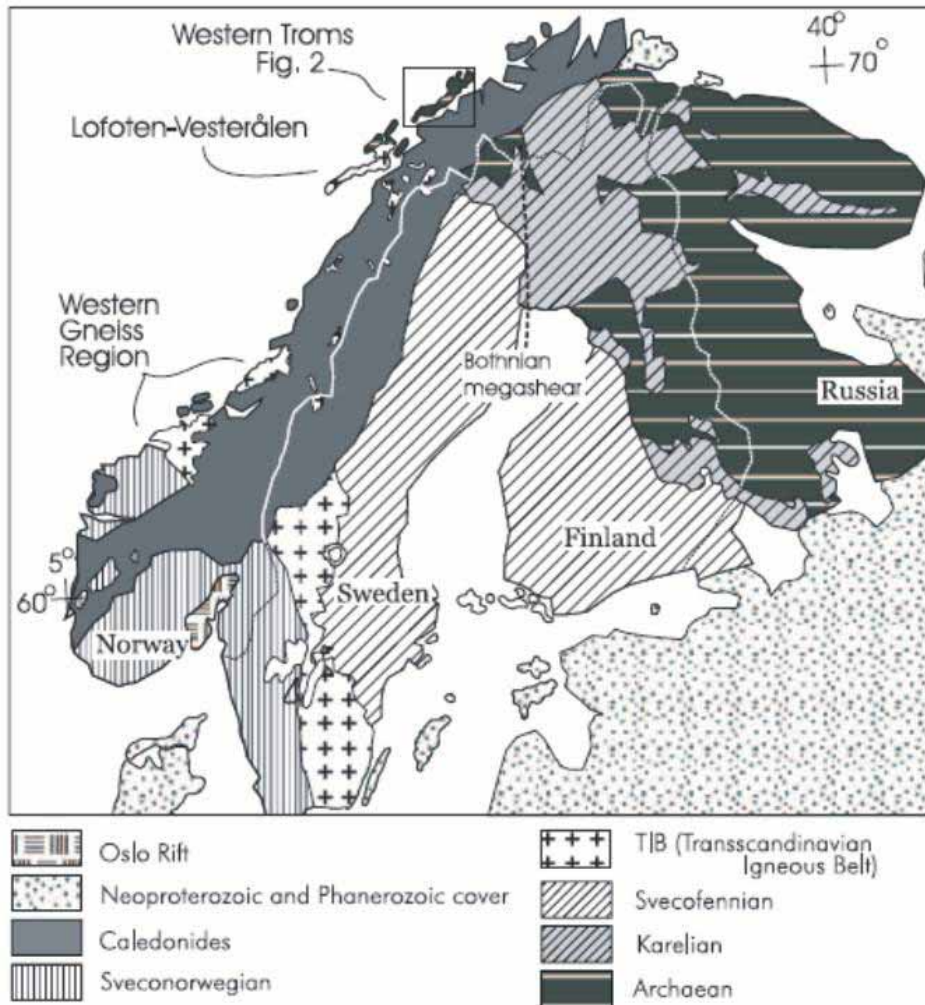 Western Troms
Fig. 2
40°
70°
Lofoten-Vesterålen
Western
Gneiss
Region
Bothnian
megashear
Russia
Finland
5°
60°
Sweden
Norway
Oslo Rift
Neoproterozoic and Phanerozoic cover
Caledonides
Sveconorwegian
TIB (Transscandinavian
Igneous Belt)
Svecofennian
Karelian
Archaean